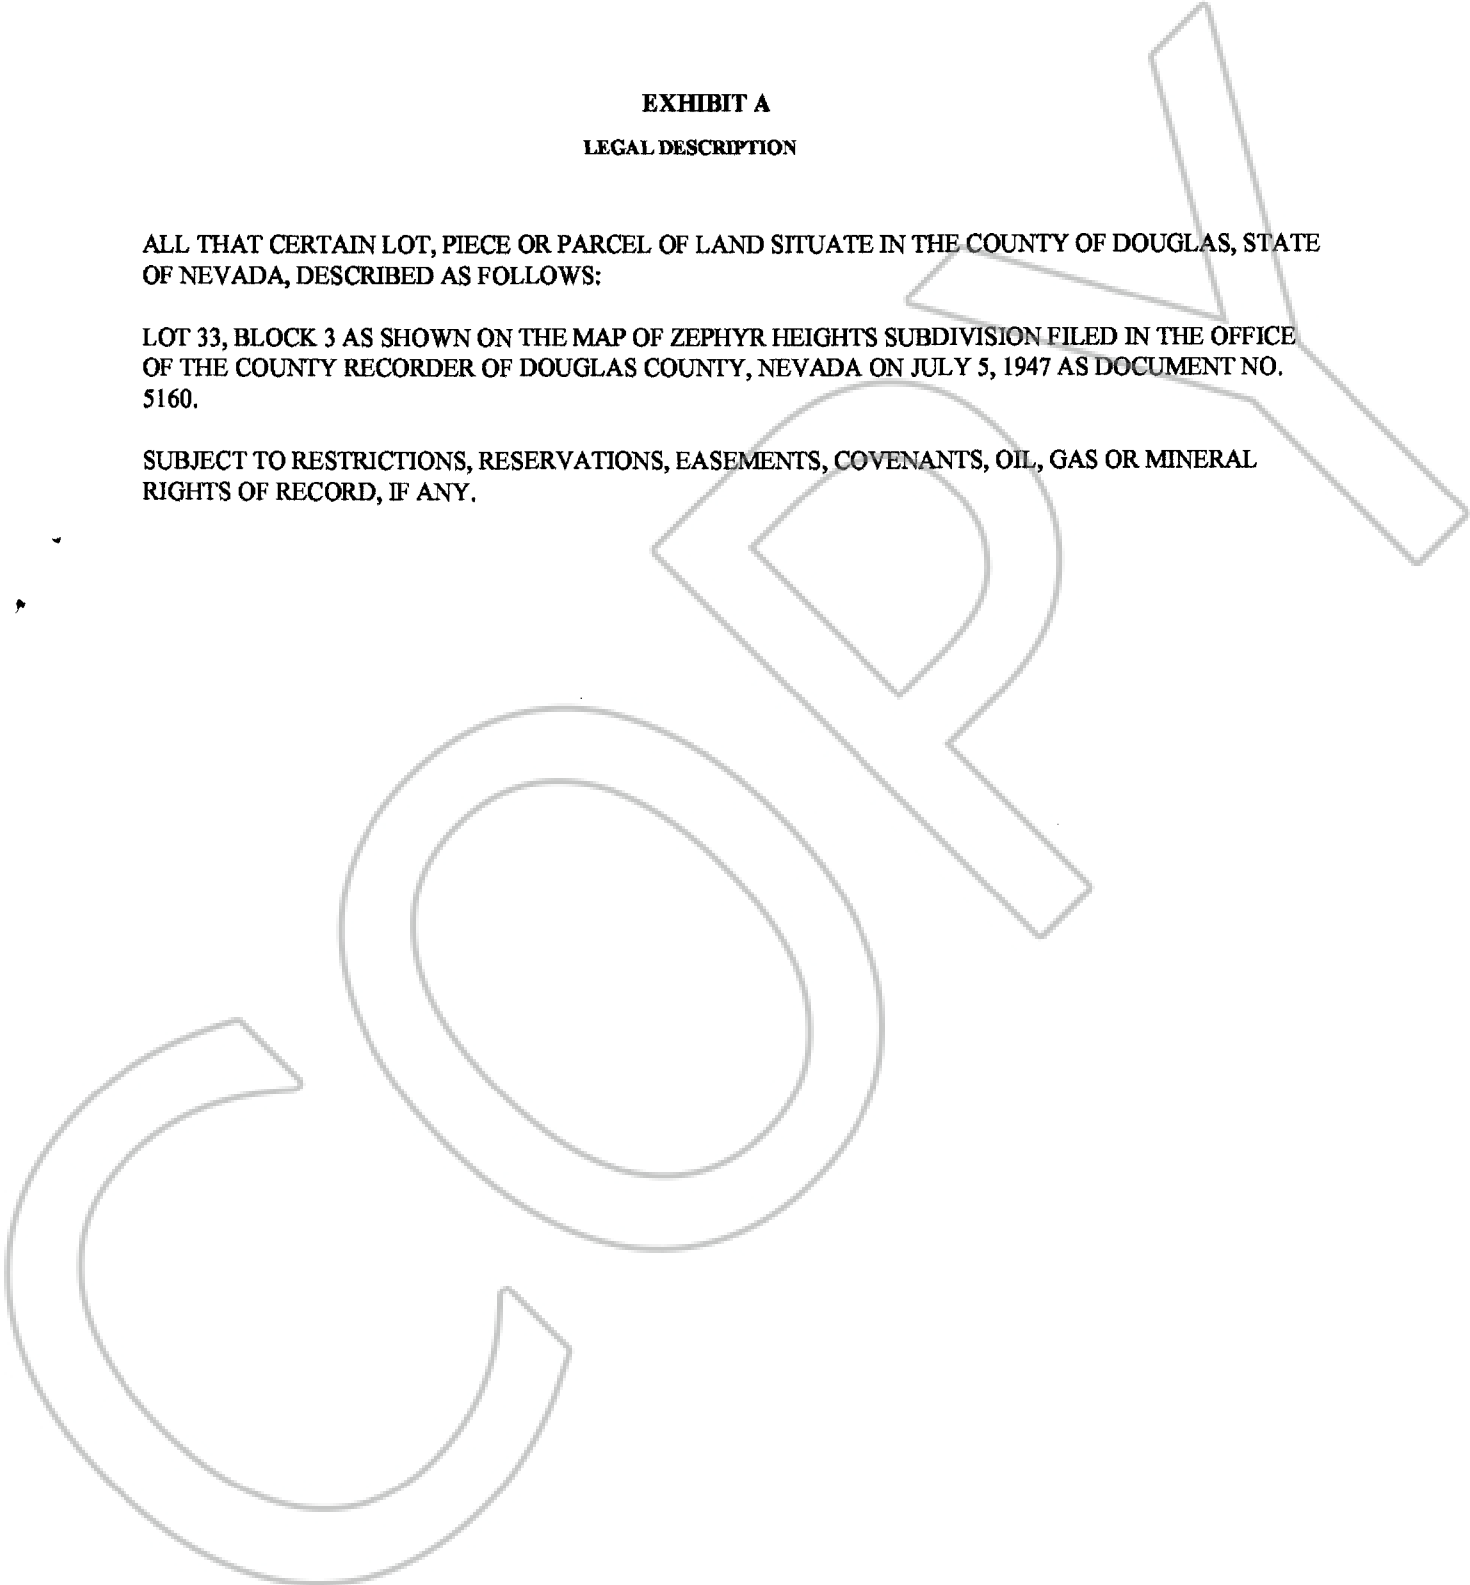 EXHIBIT A
LEGAL DESCRIPTION
ALL THAT CERTAIN LOT, PIECE OR PARCEL OF LAND SITUATE IN THE COUNTY OF DOUGLAS, STATE
OF NEVADA, DESCRIBED AS FOLLOWS:
LOT 33, BLOCK 3 AS SHOWN ON THE MAP OF ZEPHYR HEIGHTS SUBDIVISION FILED IN THE OFFICE
OF THE COUNTY RECORDER OF DOUGLAS COUNTY, NEVADA ON JULY 5, 1947 AS DOCUMENT NO.
5160.
SUBJECT TO RESTRICTIONS, RESERVATIONS, EASEMENTS, COVENANTS, OIL, GAS OR MINERAL
RIGHTS OF RECORD, IF ANY.
COPY